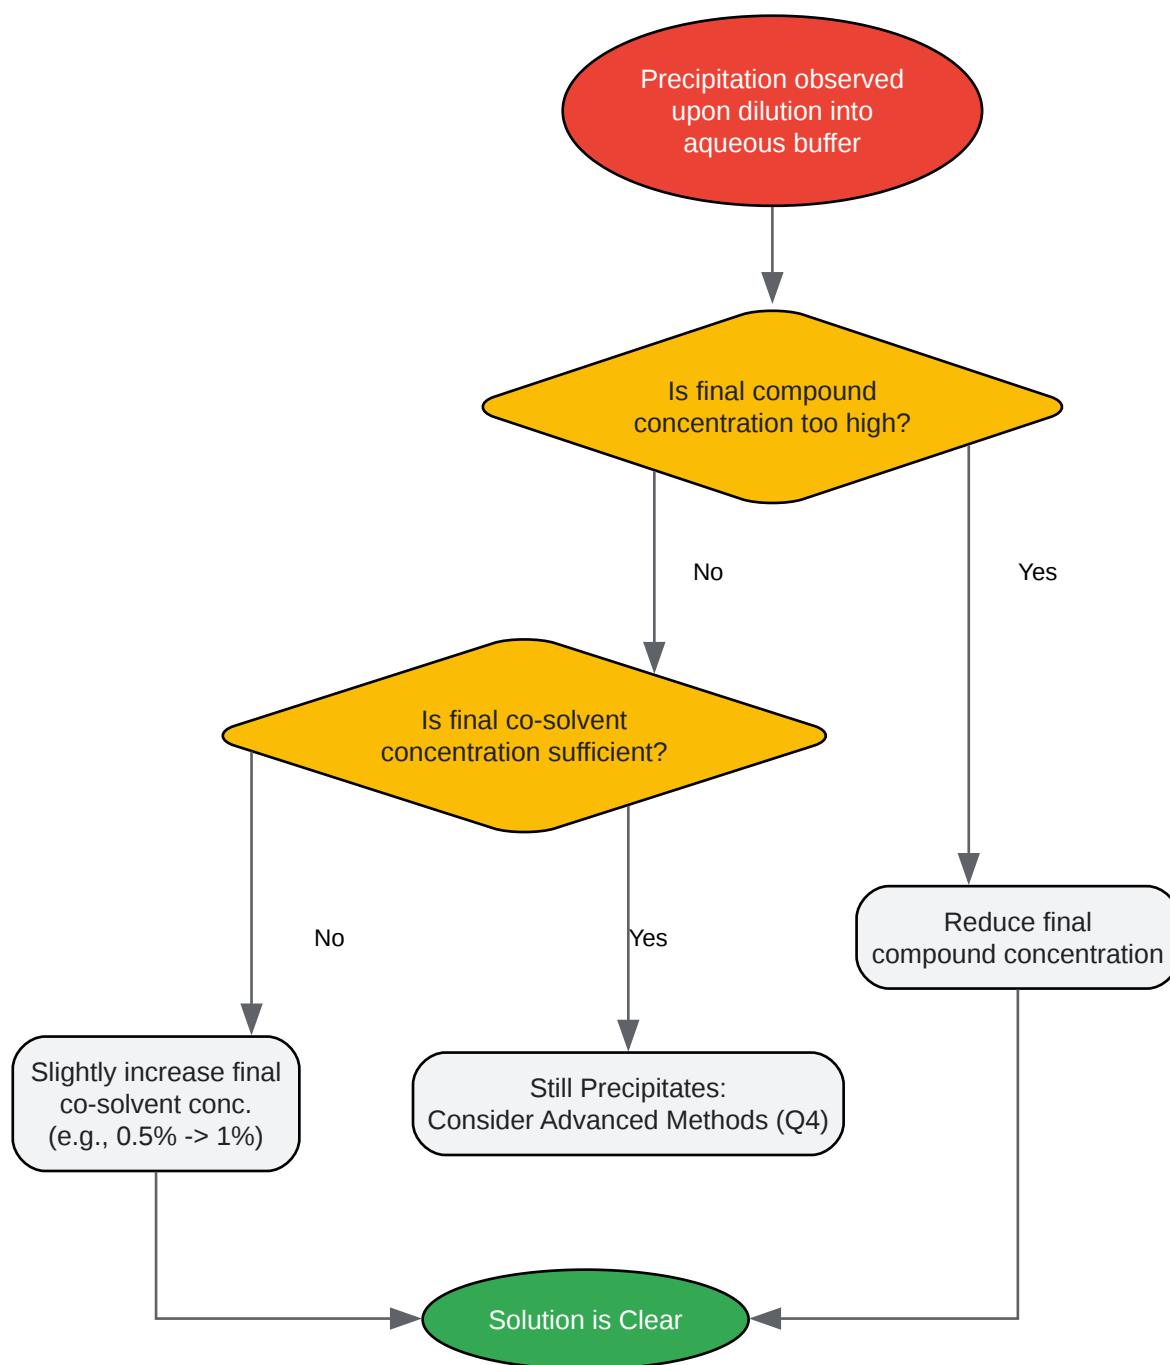 Precipitation observed
upon dilution into
aqueous buffer
Is final compound
concentration too high?
No
Yes
Is final co-solvent
concentration sufficient?
No
Yes
Reduce final
compound concentration
Slightly increase final
co-solvent conc.
(e.g., 0.5% -> 1%)
Still Precipitates:
Consider Advanced Methods (Q4)
Solution is Clear